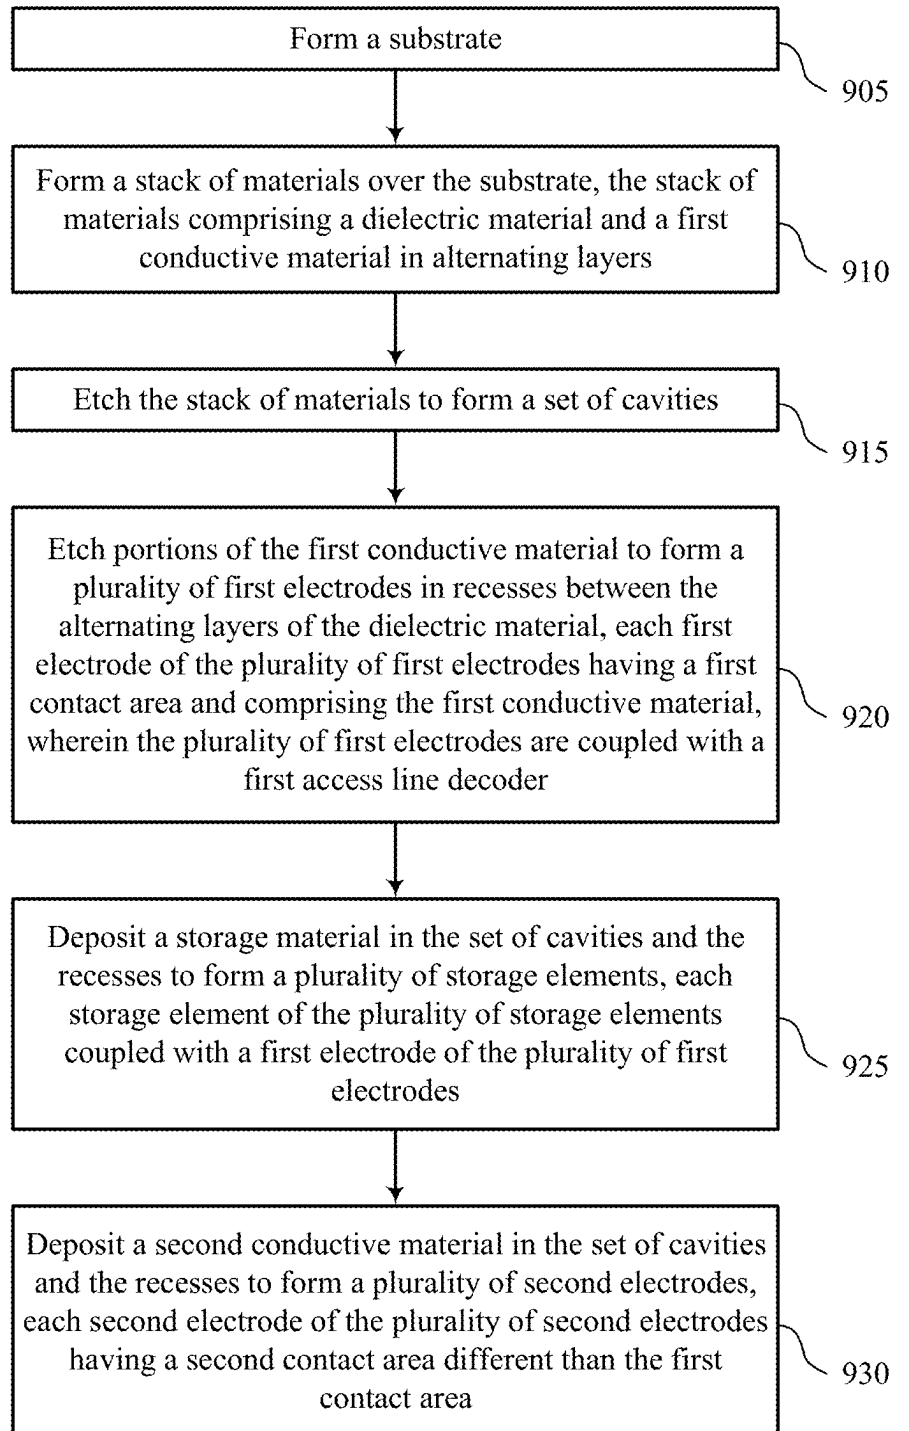 Form a substrate
905
Form a stack of materials over the substrate, the stack of
materials comprising a dielectric material and a first
conductive material in alternating layers
910
Etch the stack of materials to form a set of cavities
915
Etch portions of the first conductive material to form a
plurality of first electrodes in recesses between the
alternating layers of the dielectric material, each first
electrode of the plurality of first electrodes having a first
contact area and comprising the first conductive material,
wherein the plurality of first electrodes are coupled with a
first access line decoder
920
Deposit a storage material in the set of cavities and the
recesses to form a plurality of storage elements, each
storage element of the plurality of storage elements
coupled with a first electrode of the plurality of first
electrodes
925
Deposit a second conductive material in the set of cavities
and the recesses to form a plurality of second electrodes,
each second electrode of the plurality of second electrodes
having a second contact area different than the first
contact area
930